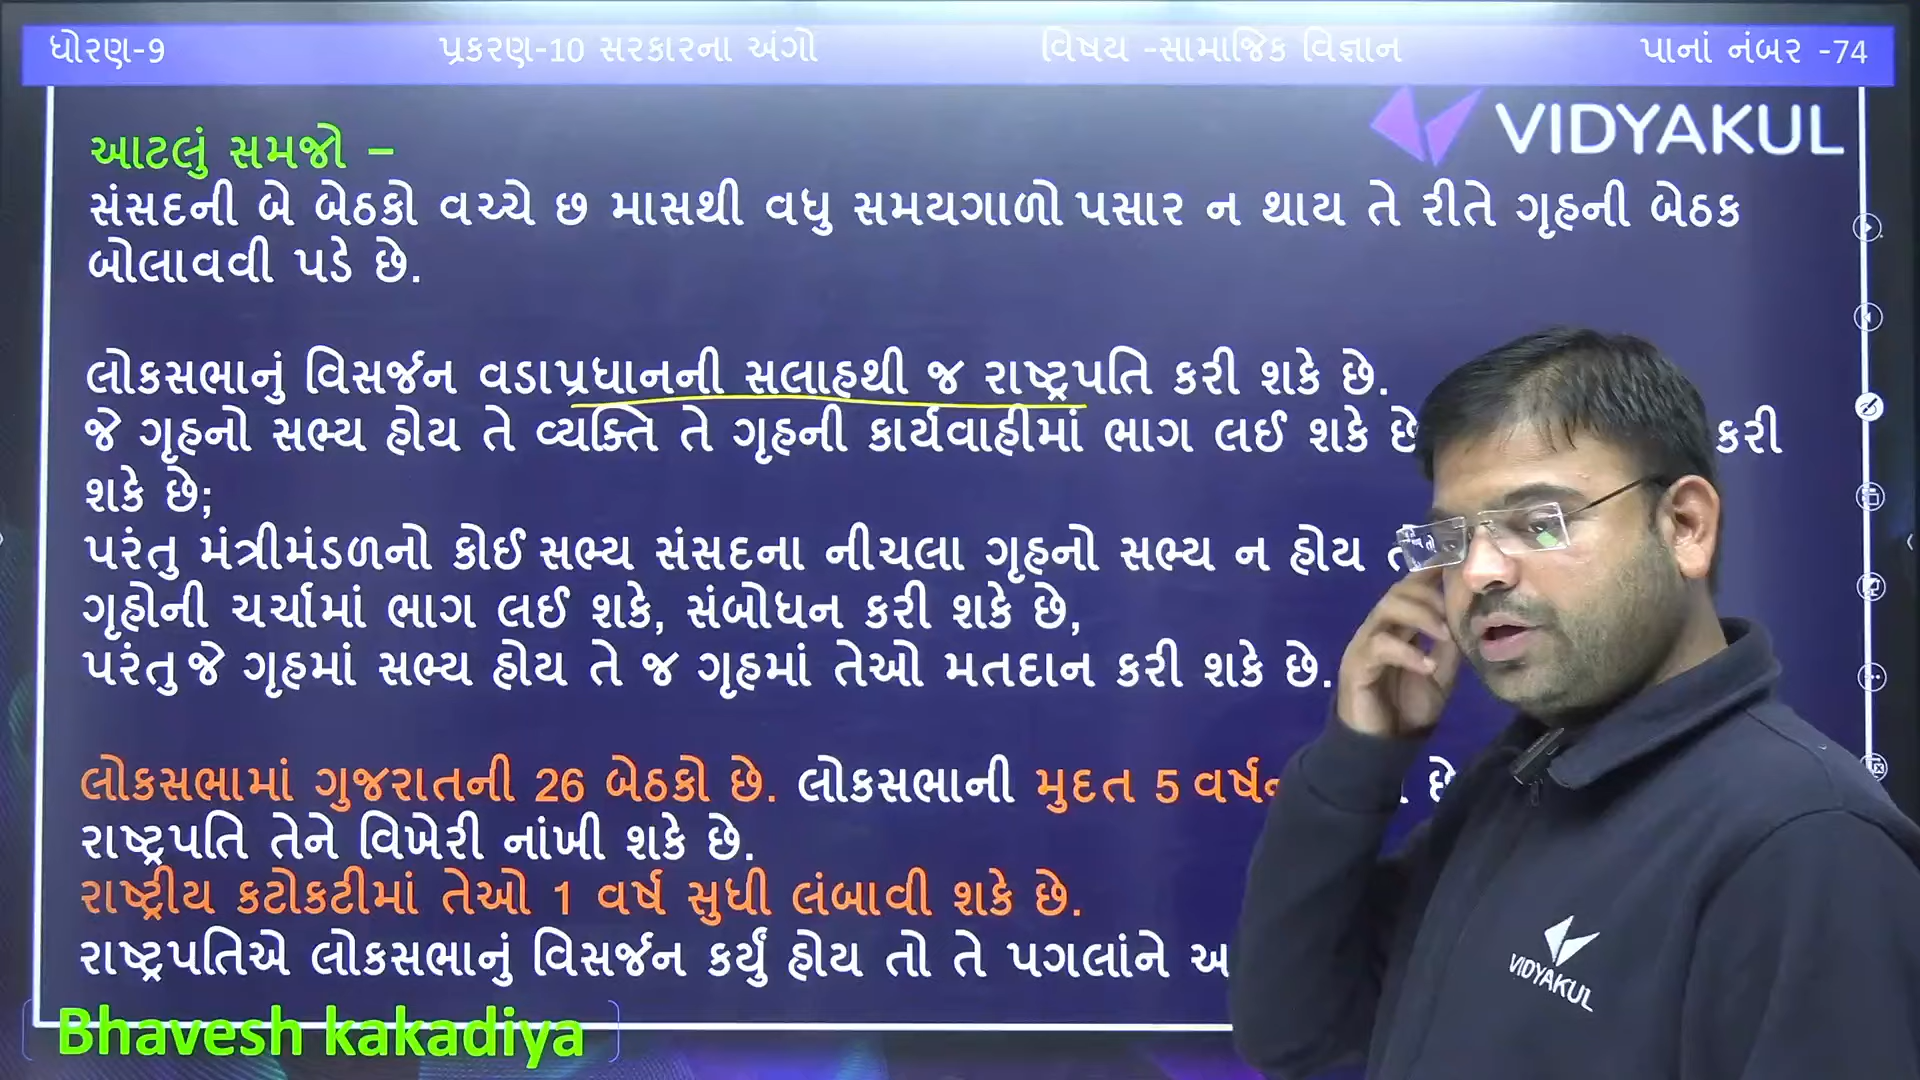 ધોરણ-9 પ્રકરણ-10 સરકારના અંગો વિષય -સામાજિક વિજ્ઞાન પાનાં નંબર -74
VIDYAKUL
આટલું સમજો –
સંસદની બે બેઠકો વચ્ચે છ માસથી વધુ સમયગાળો પસાર ન થાય તે રીતે ગૃહની બેઠક
બોલાવવી પડે છે.
લોકસભાનું વિસર્જન વડાપ્રધાનની સલાહથી જ રાષ્ટ્રપતિ કરી શકે છે.
જે ગૃહનો સભ્ય હોય તે વ્યક્તિ તે ગૃહની કાર્યવાહીમાં ભાગ લઈ શકે છે કરી
શકે છે;
પરંતુ મંત્રીમંડળનો કોઈ સભ્ય સંસદના નીચલા ગૃહનો સભ્ય ન હોય
ગૃહોની ચર્ચામાં ભાગ લઈ શકે, સંબોધન કરી શકે છે,
પરંતુ જે ગૃહમાં સભ્ય હોય તે જ ગૃહમાં તેઓ મતદાન કરી શકે છે.
લોકસભામાં ગુજરાતની 26 બેઠકો છે. લોકસભાની મુદત 5 વર્ષ
રાષ્ટ્રપતિ તેને વિખેરી નાંખી શકે છે.
રાષ્ટ્રીય કટોકટીમાં તેઓ 1 વર્ષ સુધી લંબાવી શકે છે.
રાષ્ટ્રપતિએ લોકસભાનું વિસર્જન કર્યું હોય તો તે પગલાંને
VIDYAKUL
Bhavesh kakadiya